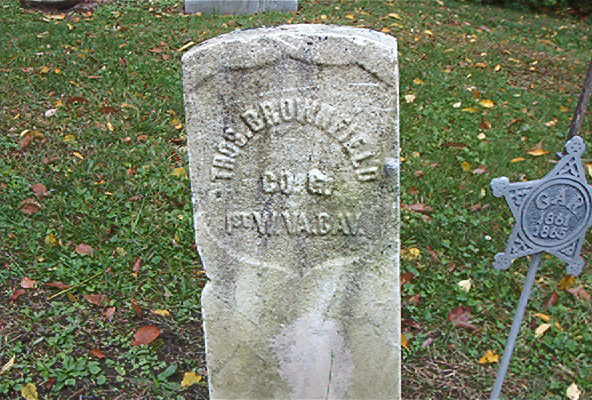 THOS. BROWNFIELD
CO. G.
1ST W. VA. CAV.
G A R
1861
1865